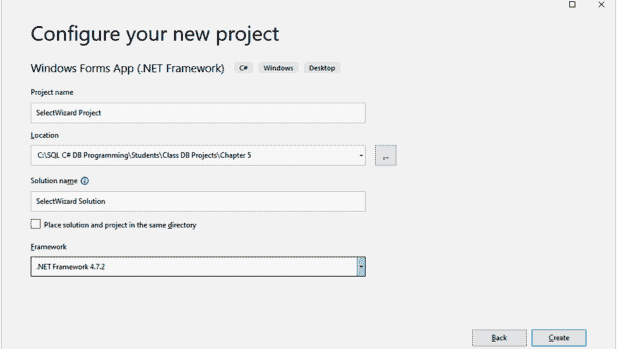 Configure your new project
Windows Forms App (.NET Framework) C# Windows Desktop
Project name
SelectWizard Project
Location
C:\SQL C# DB Programming\Students\Class DB Projects\Chapter 5
...
Solution name
SelectWizard Solution
Place solution and project in the same directory
Framework
.NET Framework 4.7.2
Back Create